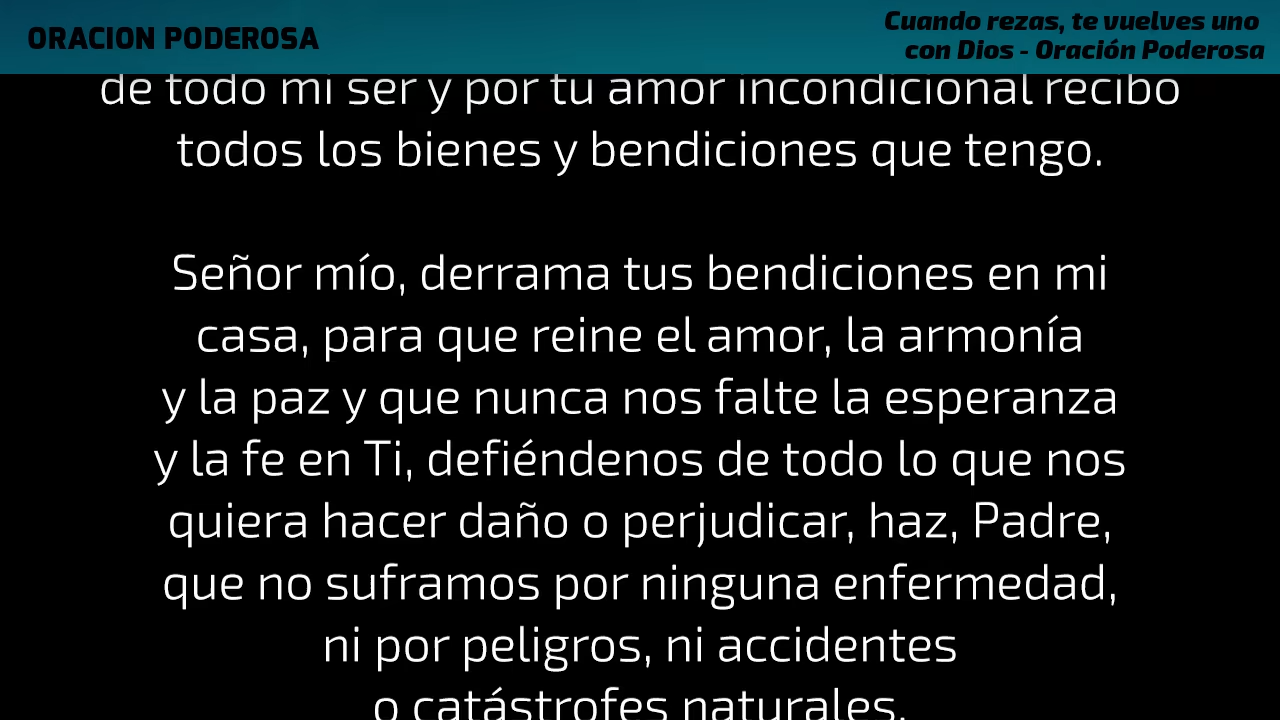 ORACION PODEROSA
Cuando rezas, te vuelves uno
con Dios - Oración Poderosa
de todo mi ser y por tu amor incondicional recibo
todos los bienes y bendiciones que tengo.
Señor mío, derrama tus bendiciones en mi
casa, para que reine el amor, la armonía
y la paz y que nunca nos falte la esperanza
y la fe en Ti, defiéndenos de todo lo que nos
quiera hacer daño o perjudicar, haz, Padre,
que no suframos por ninguna enfermedad,
ni por peligros, ni accidentes
o catástrofes naturales.